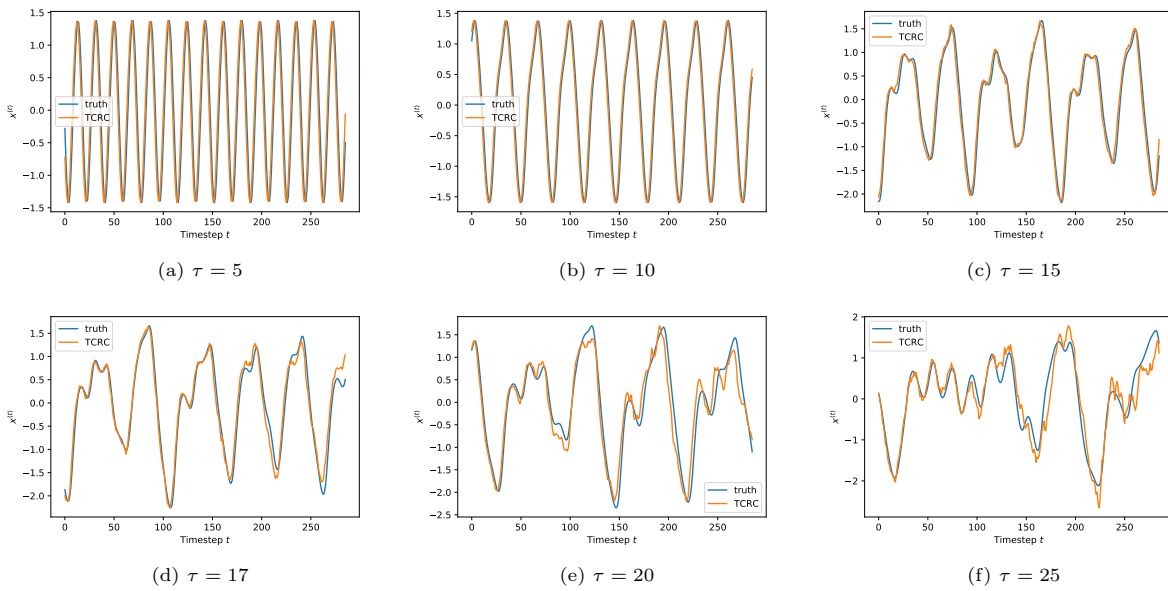 1.5
1.0
0.5
0.0
−0.5
−1.0
−1.5
x(t)
truth
TCRC
0 50 100 150 200 250
Timestep t
(a) τ = 5
1.5
1.0
0.5
0.0
−0.5
−1.0
−1.5
x(t)
truth
TCRC
0 50 100 150 200 250
Timestep t
(b) τ = 10
1.5
1.0
0.5
0.0
−0.5
−1.0
−1.5
−2.0
x(t)
truth
TCRC
0 50 100 150 200 250
Timestep t
(c) τ = 15
1.5
1.0
0.5
0.0
−0.5
−1.0
−1.5
−2.0
x(t)
truth
TCRC
0 50 100 150 200 250
Timestep t
(d) τ = 17
1.5
1.0
0.5
0.0
−0.5
−1.0
−1.5
−2.0
−2.5
x(t)
truth
TCRC
0 50 100 150 200 250
Timestep t
(e) τ = 20
2
1
0
−1
−2
x(t)
truth
TCRC
0 50 100 150 200 250
Timestep t
(f) τ = 25